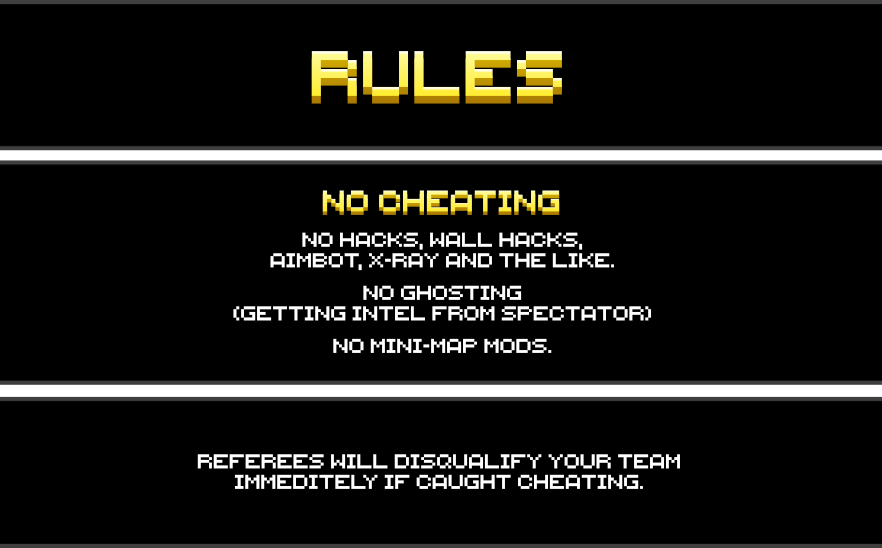 RULES
NO CHEATING
NO HACKS, WALL HACKS,
AIMBOT, X-RAY AND THE LIKE.
NO GHOSTING
(GETTING INTEL FROM SPECTATOR)
NO MINI-MAP MODS.
REFEREES WILL DISQUALIFY YOUR TEAM
IMMEDITELY IF CAUGHT CHEATING.